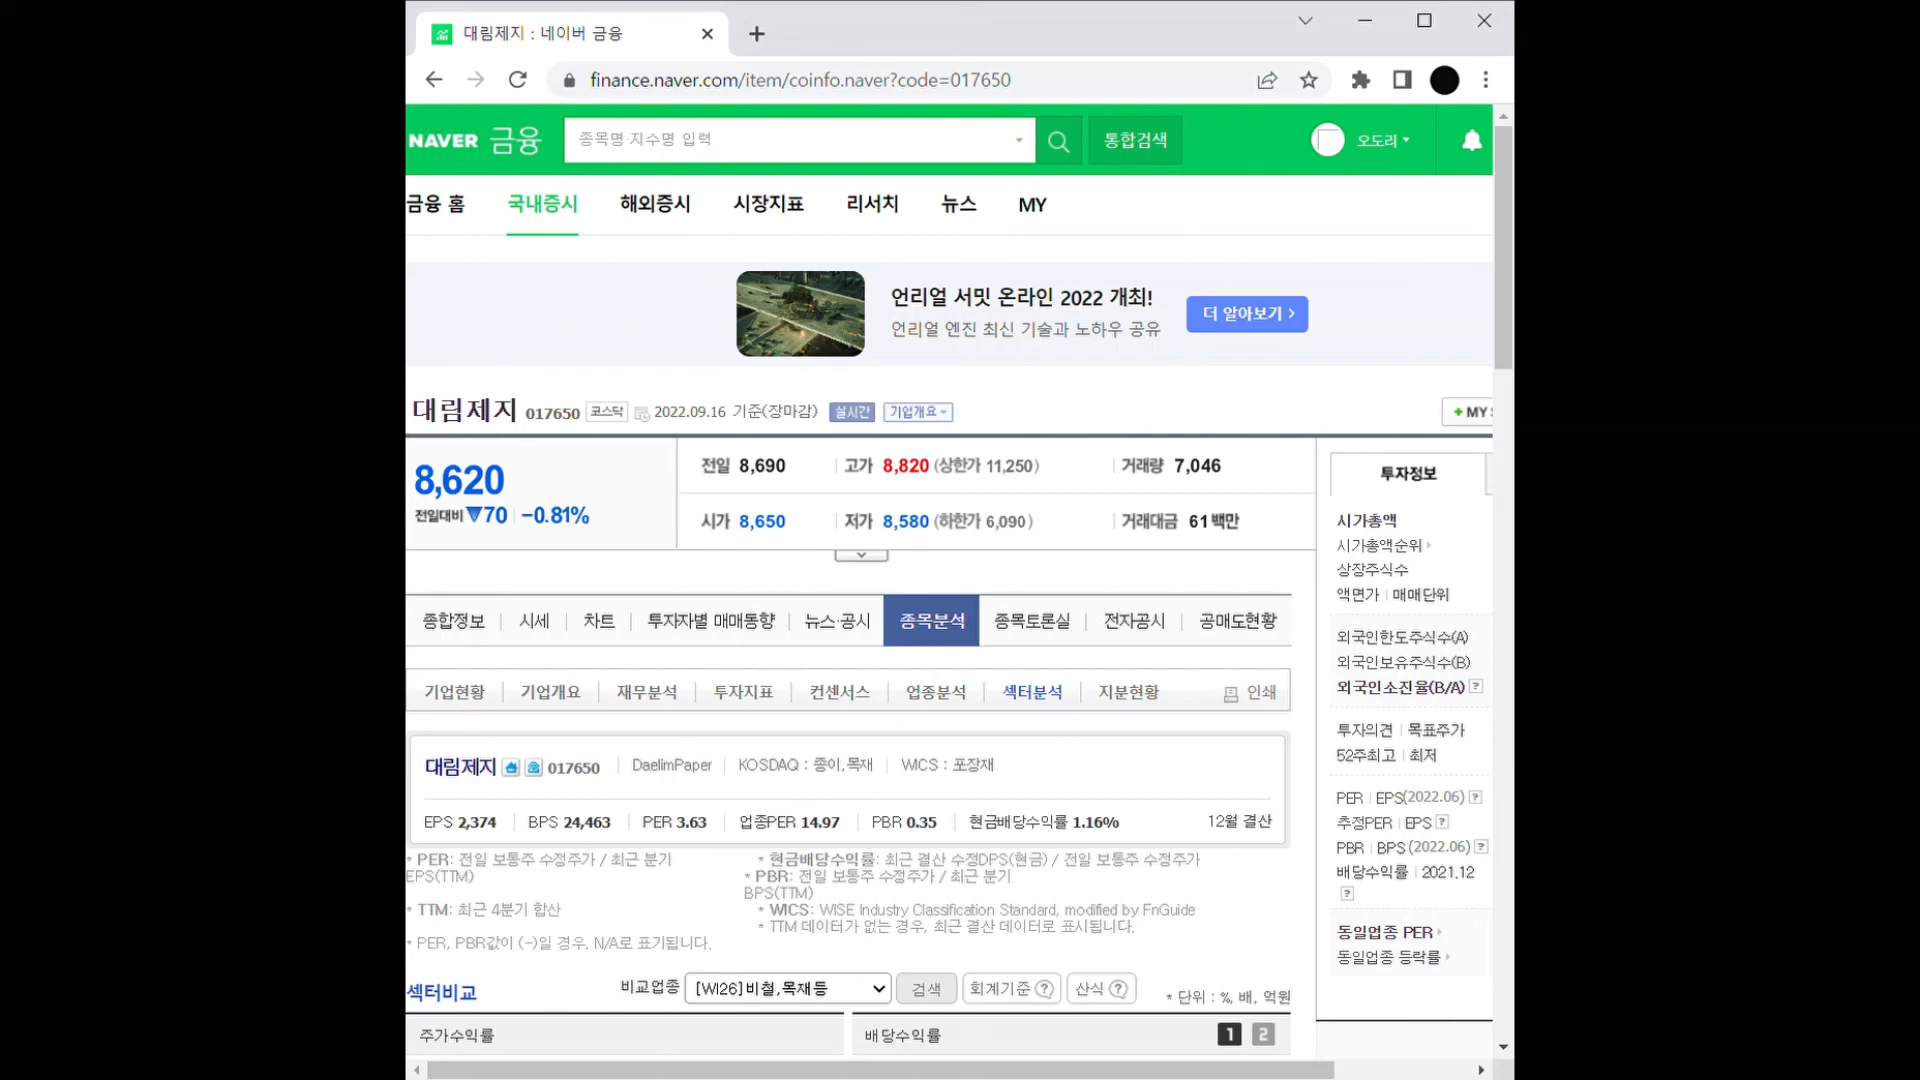 대림제지 : 네이버 금융
finance.naver.com/item/coinfo.naver?code=017650
NAVER 금융 종목명·지수명 입력 통합검색 오도리
금융 홈 국내증시 해외증시 시장지표 리서치 뉴스 MY
언리얼 서밋 온라인 2022 개최!
언리얼 엔진 최신 기술과 노하우 공유
더 알아보기 >
대림제지 017650 코스닥 2022.09.16 기준(장마감) 실시간 기업개요
+ MY
8,620
전일대비 ▼70 -0.81%
전일 8,690 고가 8,820 (상한가 11,250) 거래량 7,046
시가 8,650 저가 8,580 (하한가 6,090) 거래대금 61 백만
종합정보 시세 차트 투자자별 매매동향 뉴스·공시 종목분석 종목토론실 전자공시 공매도현황
기업현황 기업개요 재무분석 투자지표 컨센서스 업종분석 섹터분석 지분현황 인쇄
대림제지 017650 DaelimPaper KOSDAQ : 종이,목재 WICS : 포장재
EPS 2,374 BPS 24,463 PER 3.63 업종PER 14.97 PBR 0.35 현금배당수익률 1.16% 12월 결산
* PER: 전일 보통주 수정주가 / 최근 분기
EPS(TTM)
* 현금배당수익률: 최근 결산 수정DPS(현금) / 전일 보통주 수정주가
* PBR: 전일 보통주 수정주가 / 최근 분기
BPS(TTM)
* TTM: 최근 4분기 합산
* WICS: WISE Industry Classification Standard, modified by FnGuide
* TTM 데이터가 없는 경우, 최근 결산 데이터로 표시됩니다.
* PER, PBR값이 (-)일 경우, N/A로 표기됩니다.
섹터비교 비교업종 [WI26]비철,목재등 검색 회계기준 ? 산식 ? * 단위 : %, 배, 억원
주가수익률 배당수익률 1 2
투자정보
시가총액
시가총액순위
상장주식수
액면가 매매단위
외국인한도주식수(A)
외국인보유주식수(B)
외국인소진율(B/A) ?
투자의견 목표주가
52주최고 최저
PER EPS(2022.06) ?
추정PER EPS ?
PBR BPS (2022.06) ?
배당수익률 2021.12
?
동일업종 PER
동일업종 등락률